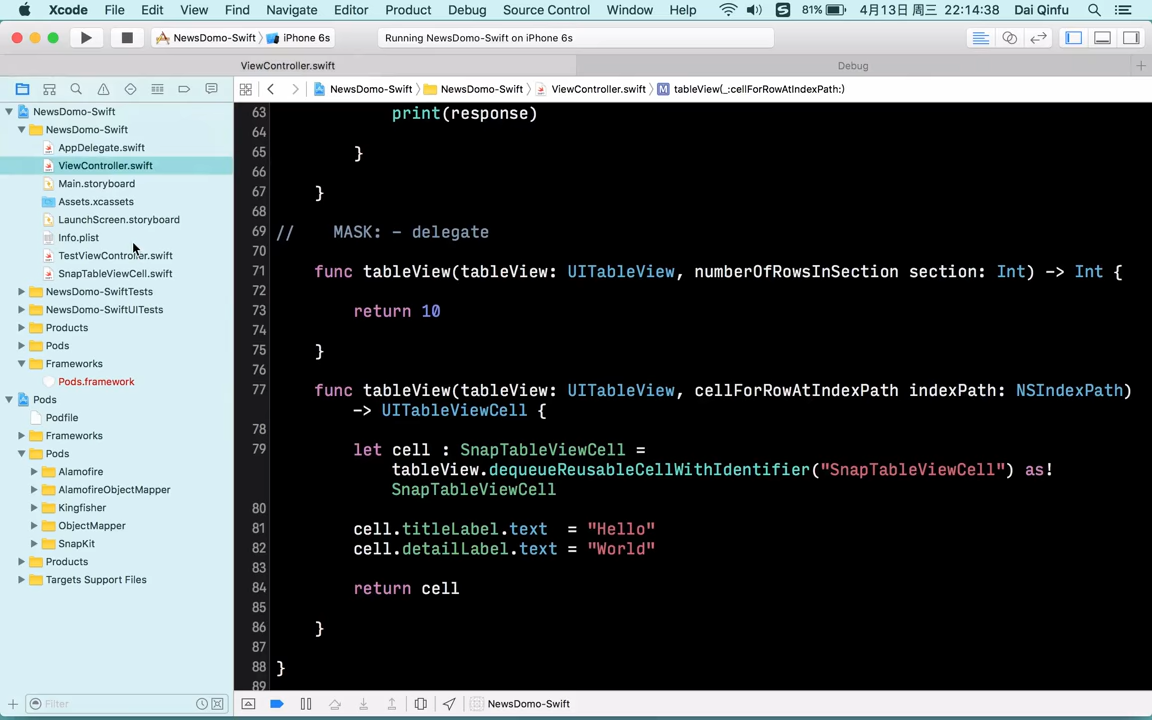 Xcode File Edit View Find Navigate Editor Product Debug Source Control Window Help 81% 4月13日 周三 22:14:38 Dai Qinfu
NewsDomo-Swift iPhone 6s Running NewsDomo-Swift on iPhone 6s
ViewController.swift Debug
NewsDomo-Swift NewsDomo-Swift ViewController.swift M tableView(_:cellForRowAtIndexPath:)
NewsDomo-Swift
NewsDomo-Swift
AppDelegate.swift
ViewController.swift
Main.storyboard
Assets.xcassets
LaunchScreen.storyboard
Info.plist
TestViewController.swift
SnapTableViewCell.swift
NewsDomo-SwiftTests
NewsDomo-SwiftUITests
Products
Pods
Frameworks
Pods.framework
Pods
Podfile
Frameworks
Pods
Alamofire
AlamofireObjectMapper
Kingfisher
ObjectMapper
SnapKit
Products
Targets Support Files
Filter
63 print(response)
64
65 }
66
67 }
68
69 // MASK: - delegate
70
71 func tableView(tableView: UITableView, numberOfRowsInSection section: Int) -> Int {
72
73 return 10
74
75 }
76
77 func tableView(tableView: UITableView, cellForRowAtIndexPath indexPath: NSIndexPath)
-> UITableViewCell {
78
79 let cell : SnapTableViewCell =
tableView.dequeueReusableCellWithIdentifier("SnapTableViewCell") as!
SnapTableViewCell
80
81 cell.titleLabel.text = "Hello"
82 cell.detailLabel.text = "World"
83
84 return cell
85
86 }
87
88 }
89
NewsDomo-Swift